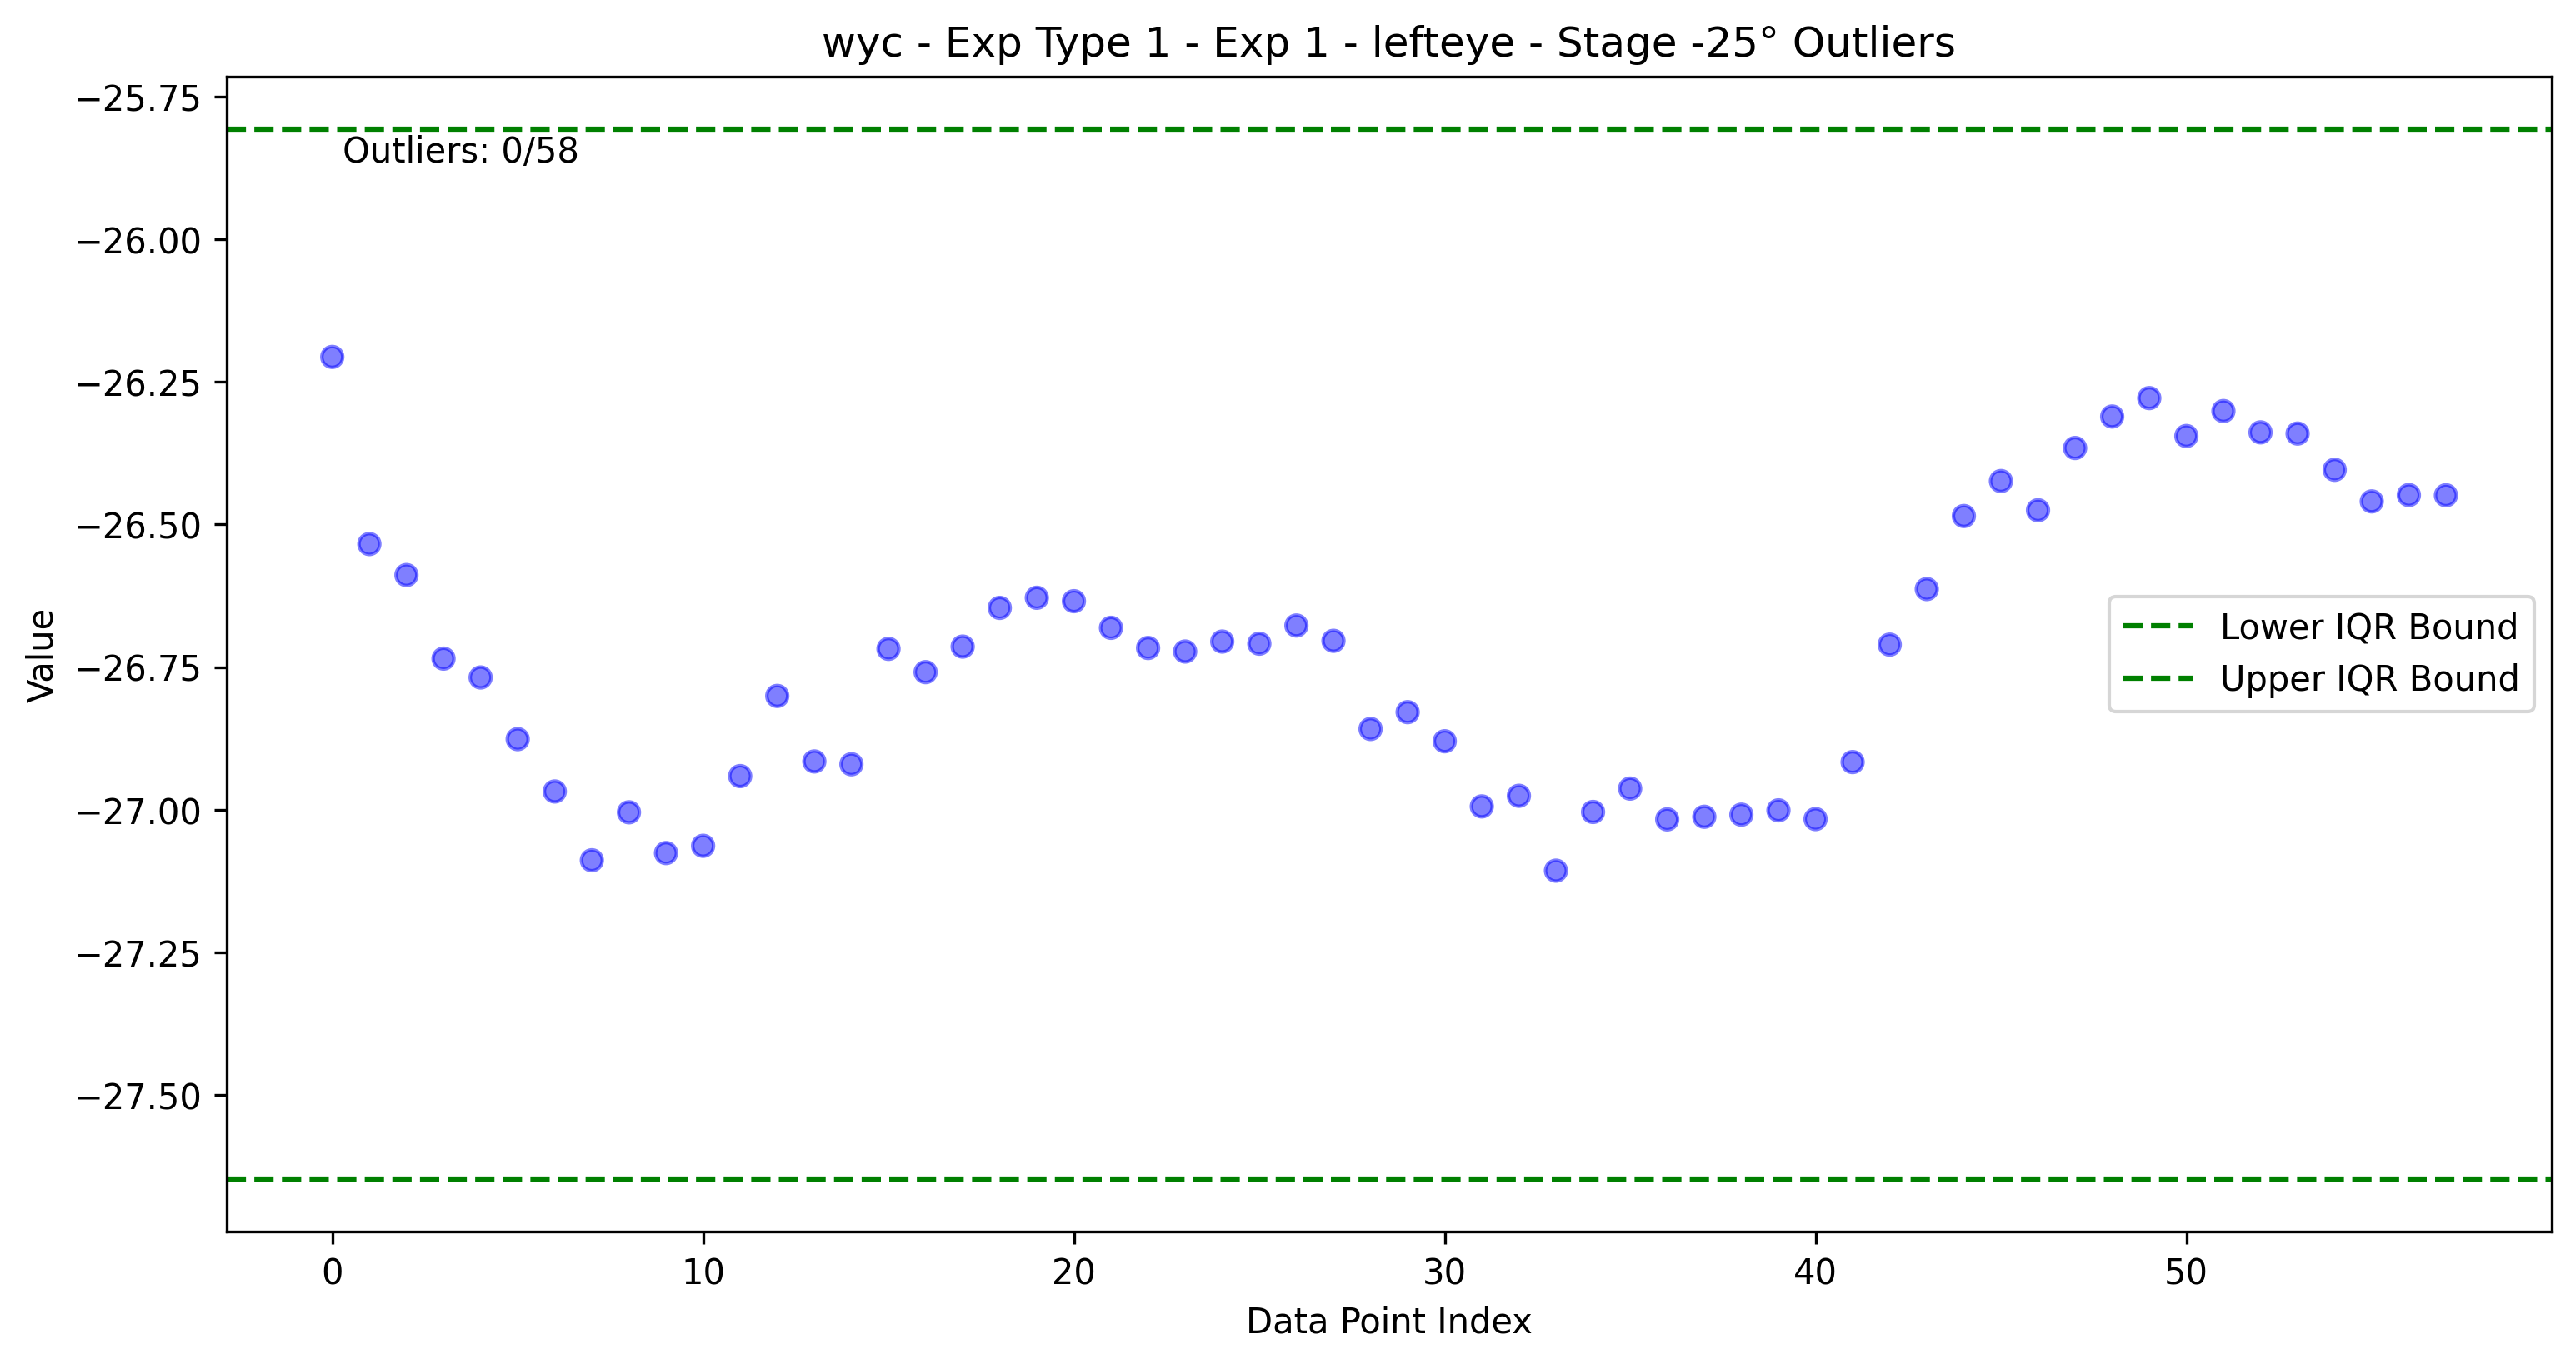 wyc - Exp Type 1 - Exp 1 - lefteye - Stage -25° Outliers
−25.75
Outliers: 0/58
−26.00
−26.25
−26.50
−26.75
−27.00
−27.25
−27.50
Value
Lower IQR Bound
Upper IQR Bound
0 10 20 30 40 50
Data Point Index